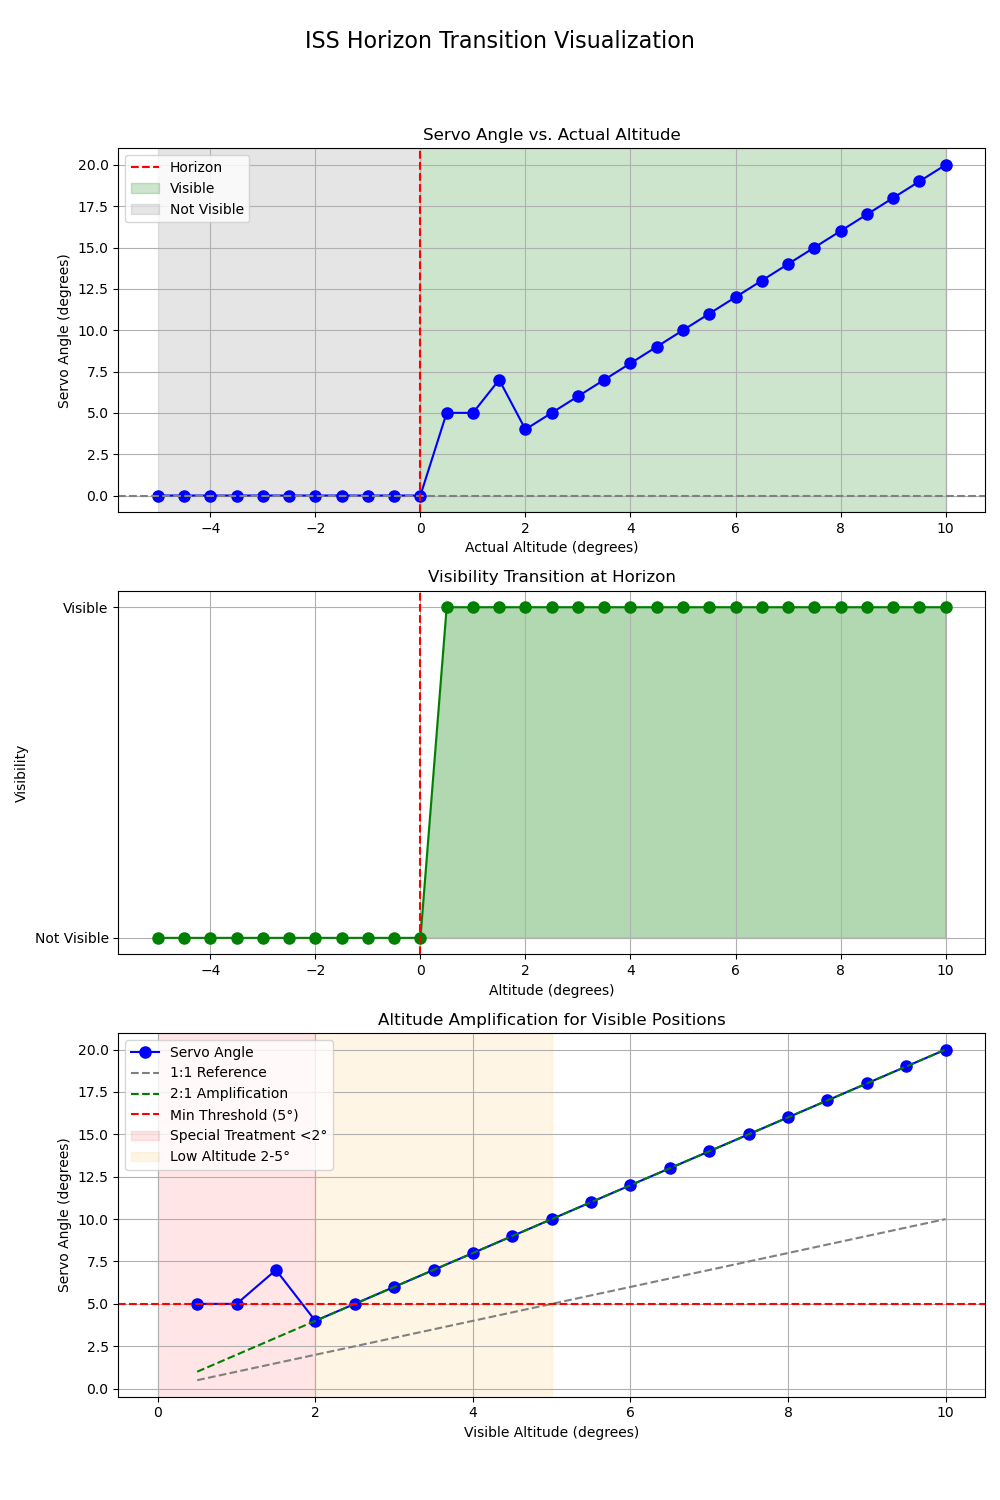 ISS Horizon Transition Visualization
Servo Angle vs. Actual Altitude
Horizon
Visible
Not Visible
Servo Angle (degrees)
20.0
17.5
15.0
12.5
10.0
7.5
5.0
2.5
0.0
−4 −2 0 2 4 6 8 10
Actual Altitude (degrees)
Visibility Transition at Horizon
Visibility
Visible
Not Visible
−4 −2 0 2 4 6 8 10
Altitude (degrees)
Altitude Amplification for Visible Positions
Servo Angle
1:1 Reference
2:1 Amplification
Min Threshold (5°)
Special Treatment <2°
Low Altitude 2-5°
Servo Angle (degrees)
20.0
17.5
15.0
12.5
10.0
7.5
5.0
2.5
0.0
0 2 4 6 8 10
Visible Altitude (degrees)